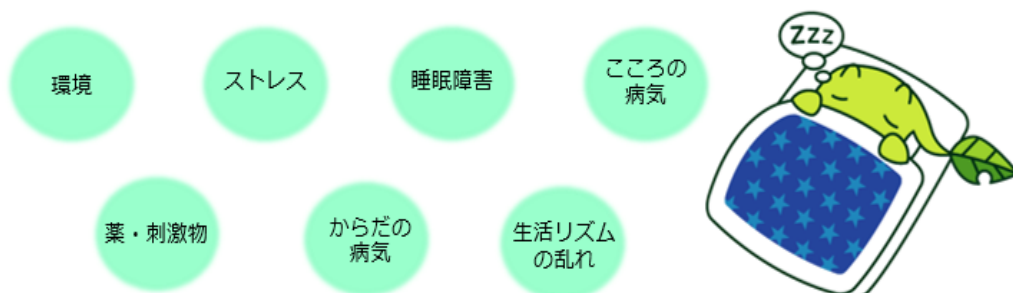 環境
ストレス
睡眠障害
こころの
病気
Zzz
薬・刺激物
からだの
病気
生活リズム
の乱れ